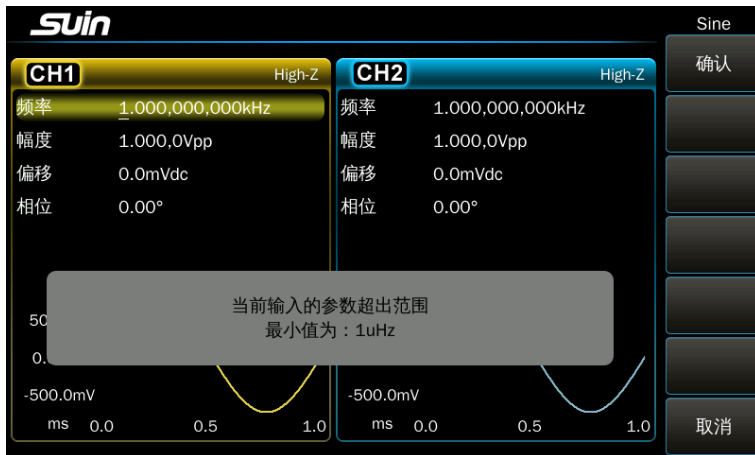 Suin
Sine
CH1
High-Z
频率 1.000,000,000kHz
幅度 1.000,0Vpp
偏移 0.0mVdc
相位 0.00°
50
0.
-500.0mV
ms 0.0 0.5 1.0
CH2
High-Z
频率 1.000,000,000kHz
幅度 1.000,0Vpp
偏移 0.0mVdc
相位 0.00°
-500.0mV
ms 0.0 0.5 1.0
当前输入的参数超出范围
最小值为：1uHz
确认
取消